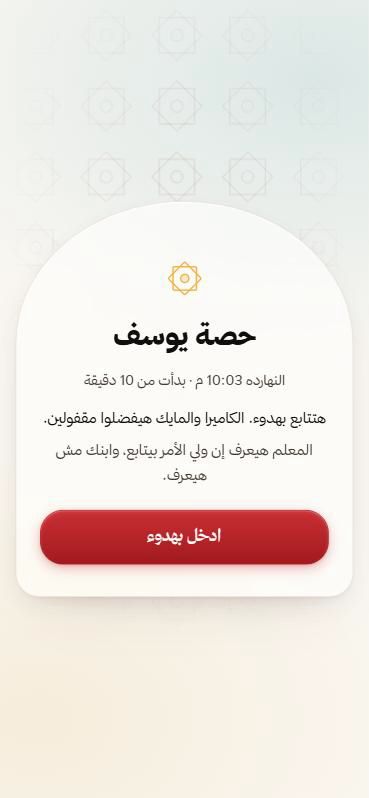 حصة يوسف
النهارده 10:03 م · بدأت من 10 دقيقة
هتتابع بهدوء. الكاميرا والمايك هيفضلوا مقفولين.
المعلم هيعرف إن ولي الأمر بيتابع. وابنك مش
هيعرف.
ادخل بهدوء